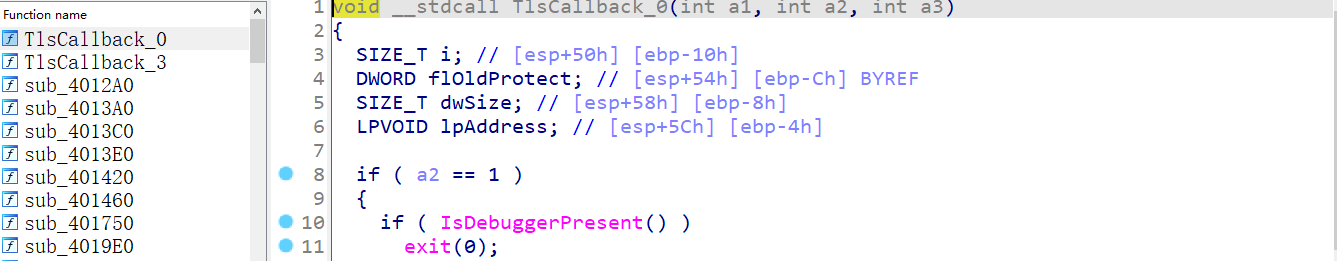 Function name
TlsCallback_0
TlsCallback_3
sub_4012A0
sub_4013A0
sub_4013C0
sub_4013E0
sub_401420
sub_401460
sub_401750
sub_4019E0
1 void __stdcall TlsCallback_0(int a1, int a2, int a3)
2 {
3 SIZE_T i; // [esp+50h] [ebp-10h]
4 DWORD flOldProtect; // [esp+54h] [ebp-Ch] BYREF
5 SIZE_T dwSize; // [esp+58h] [ebp-8h]
6 LPVOID lpAddress; // [esp+5Ch] [ebp-4h]
7
8 if ( a2 == 1 )
9 {
10 if ( IsDebuggerPresent() )
11 exit(0);